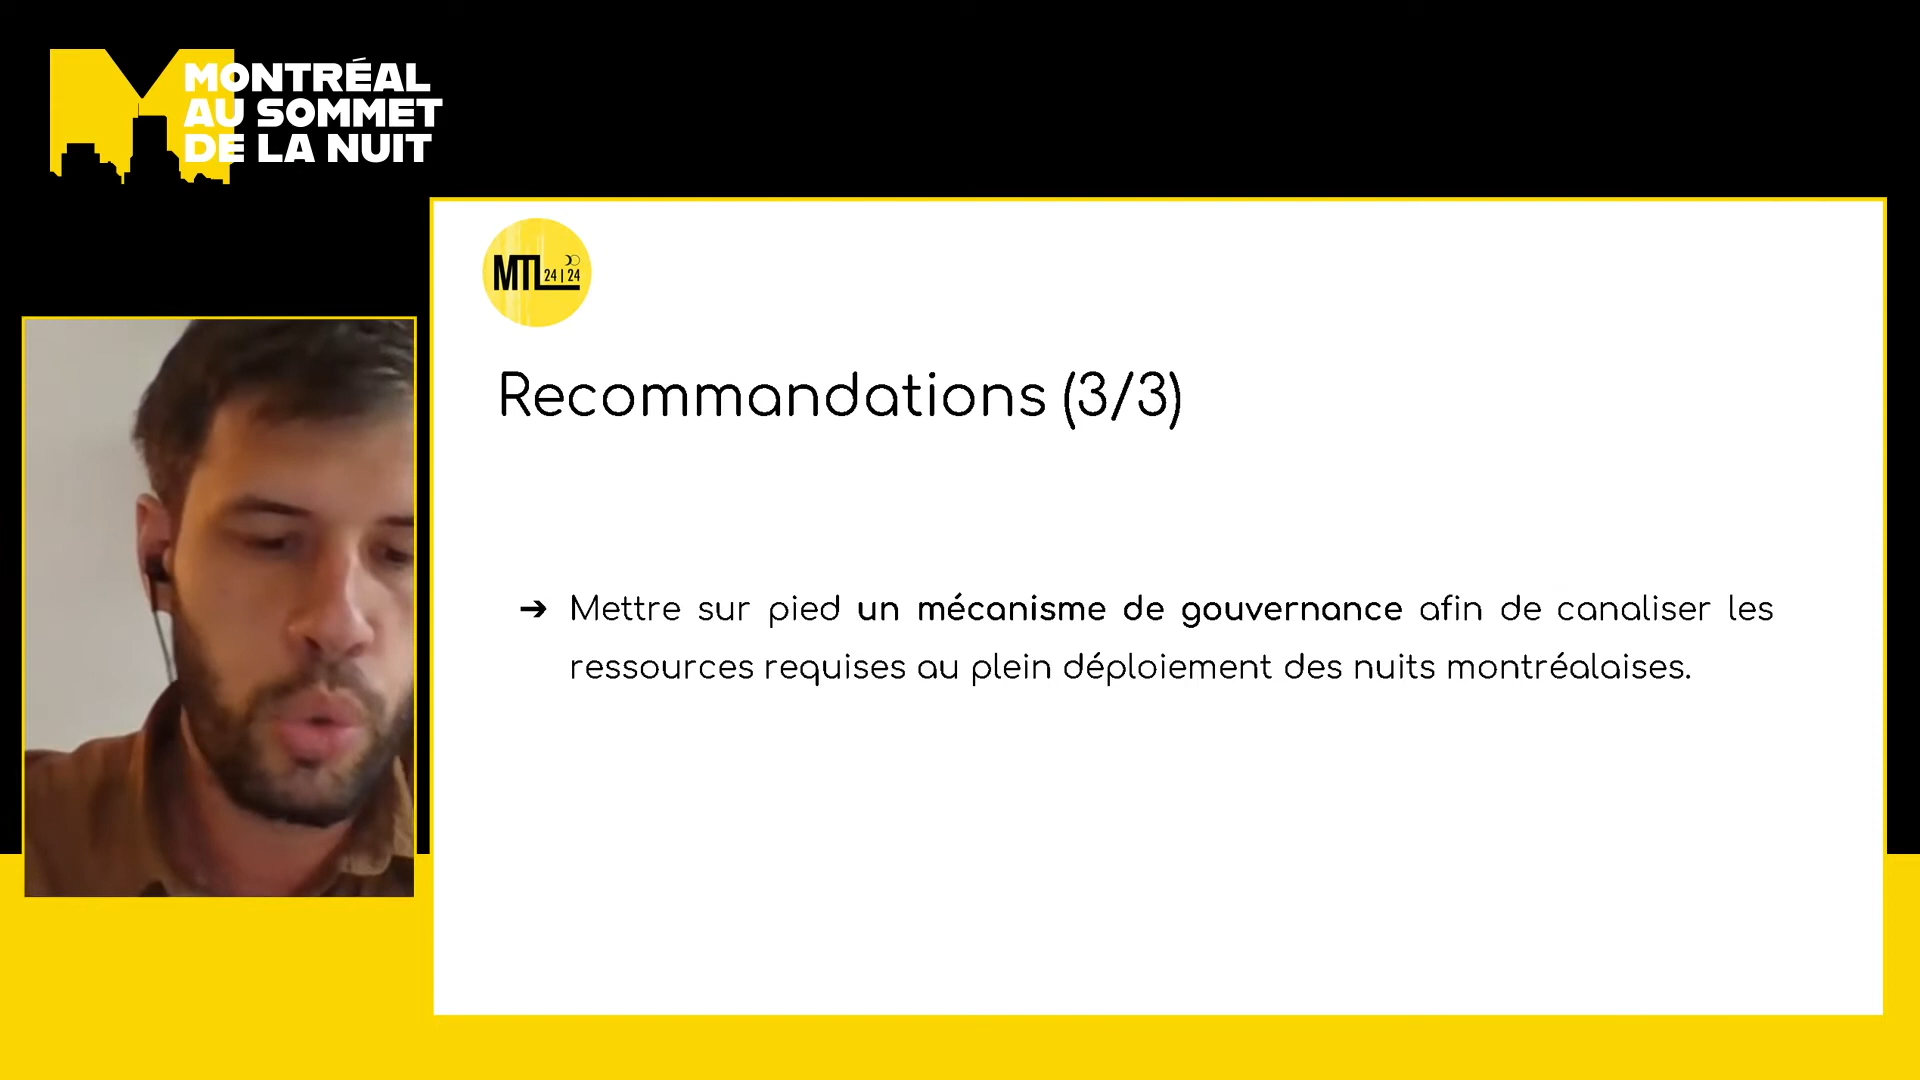 MONTRÉAL
AU SOMMET
DE LA NUIT
MTL 24|24
Recommandations (3/3)
➔ Mettre sur pied un mécanisme de gouvernance afin de canaliser les
ressources requises au plein déploiement des nuits montréalaises.